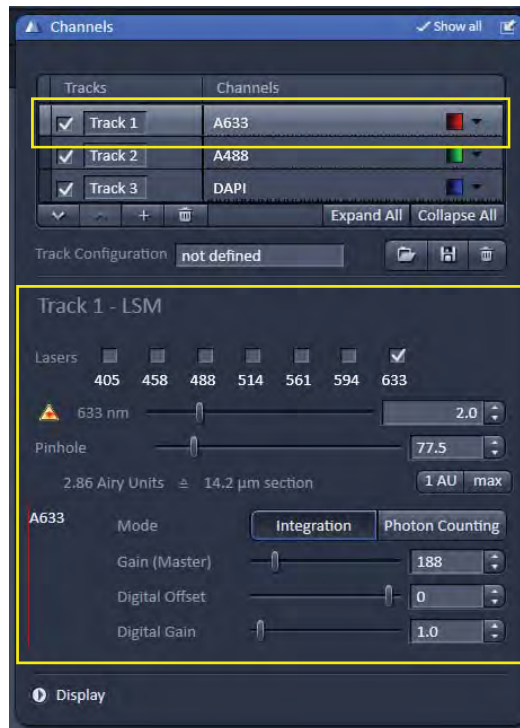 Channels Show all
Tracks Channels
Track 1 A633
Track 2 A488
Track 3 DAPI
+ Expand All Collapse All
Track Configuration not defined
Track 1 - LSM
Lasers
405 458 488 514 561 594 633
633 nm 2.0
Pinhole 77.5
2.86 Airy Units ≙ 14.2 µm section 1 AU max
A633 Mode Integration Photon Counting
Gain (Master) 188
Digital Offset 0
Digital Gain 1.0
Display